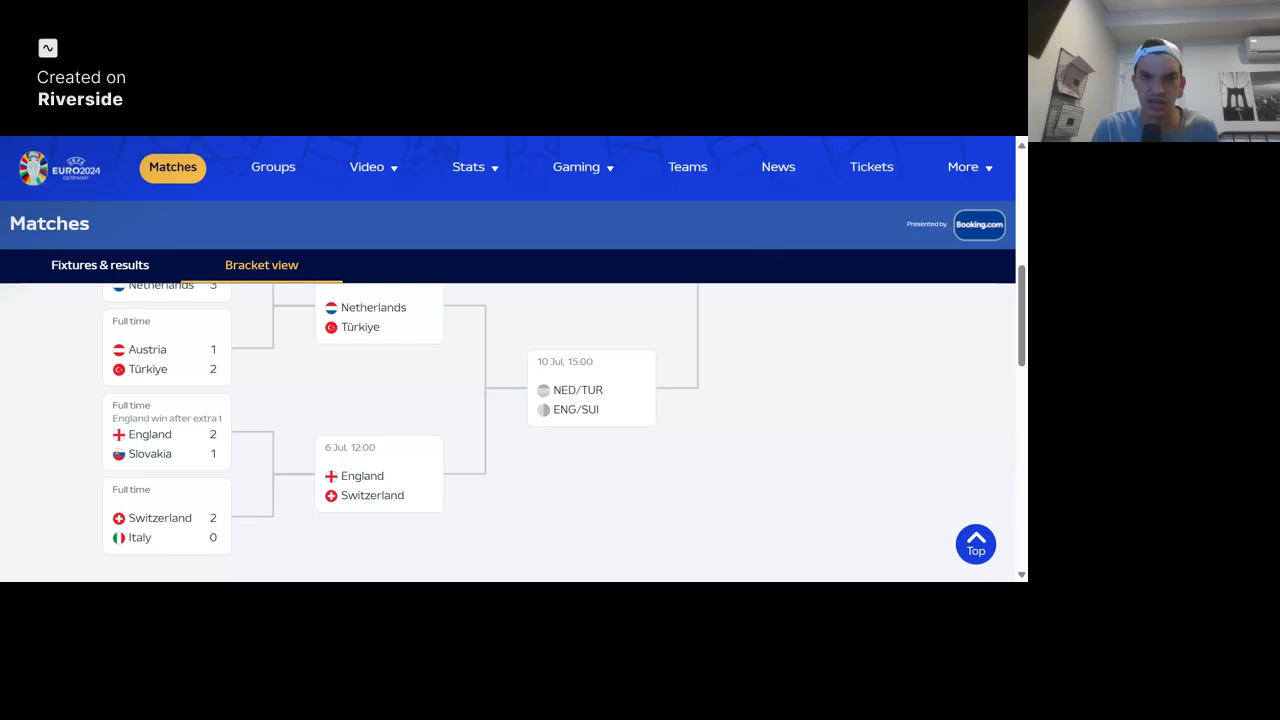 Created on
Riverside
UEFA
EURO2024
GERMANY
Matches
Groups
Video
Stats
Gaming
Teams
News
Tickets
More
Matches
Presented by
Booking.com
Fixtures & results
Bracket view
Netherlands 3
Full time
Austria 1
Türkiye 2
Full time
England win after extra t
England 2
Slovakia 1
Full time
Switzerland 2
Italy 0
Netherlands
Türkiye
6 Jul, 12:00
England
Switzerland
10 Jul, 15:00
NED/TUR
ENG/SUI
Top